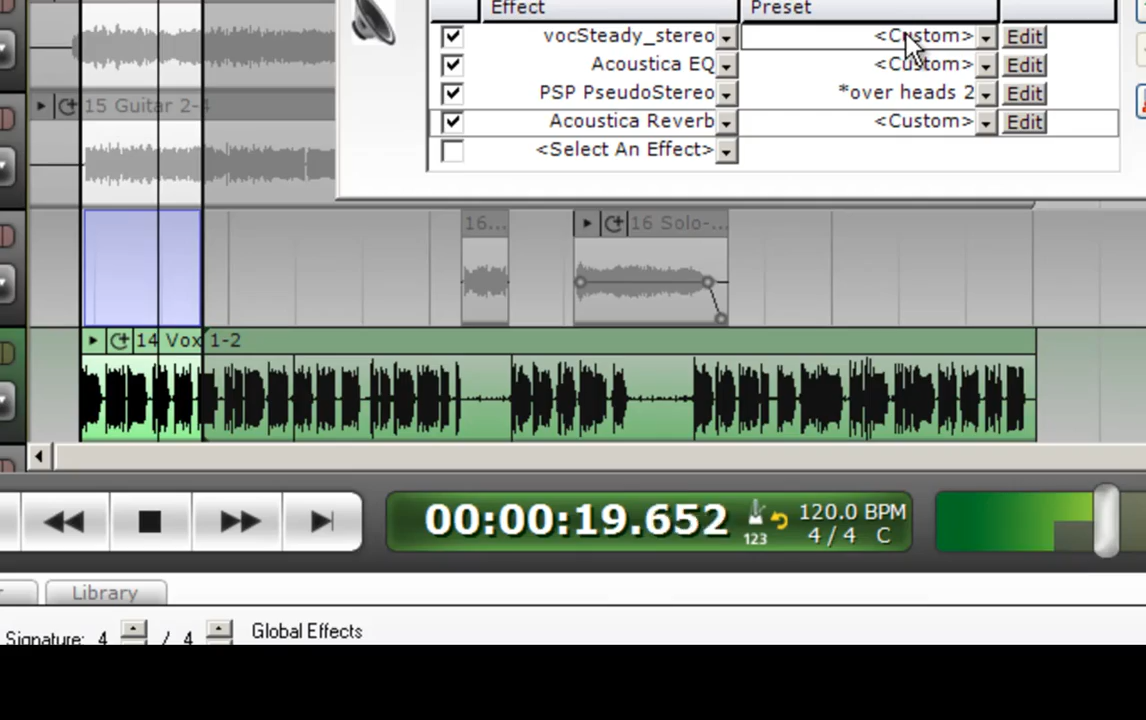 Effect Preset
vocSteady_stereo <Custom> Edit
Acoustica EQ <Custom> Edit
PSP PseudoStereo *over heads 2 Edit
Acoustica Reverb <Custom> Edit
<Select An Effect>
15 Guitar 2-4
16... 16 Solo-...
14 Vox 1-2
00:00:19.652
123
120.0 BPM
4 / 4 C
Library
Signature: 4 / 4 Global Effects